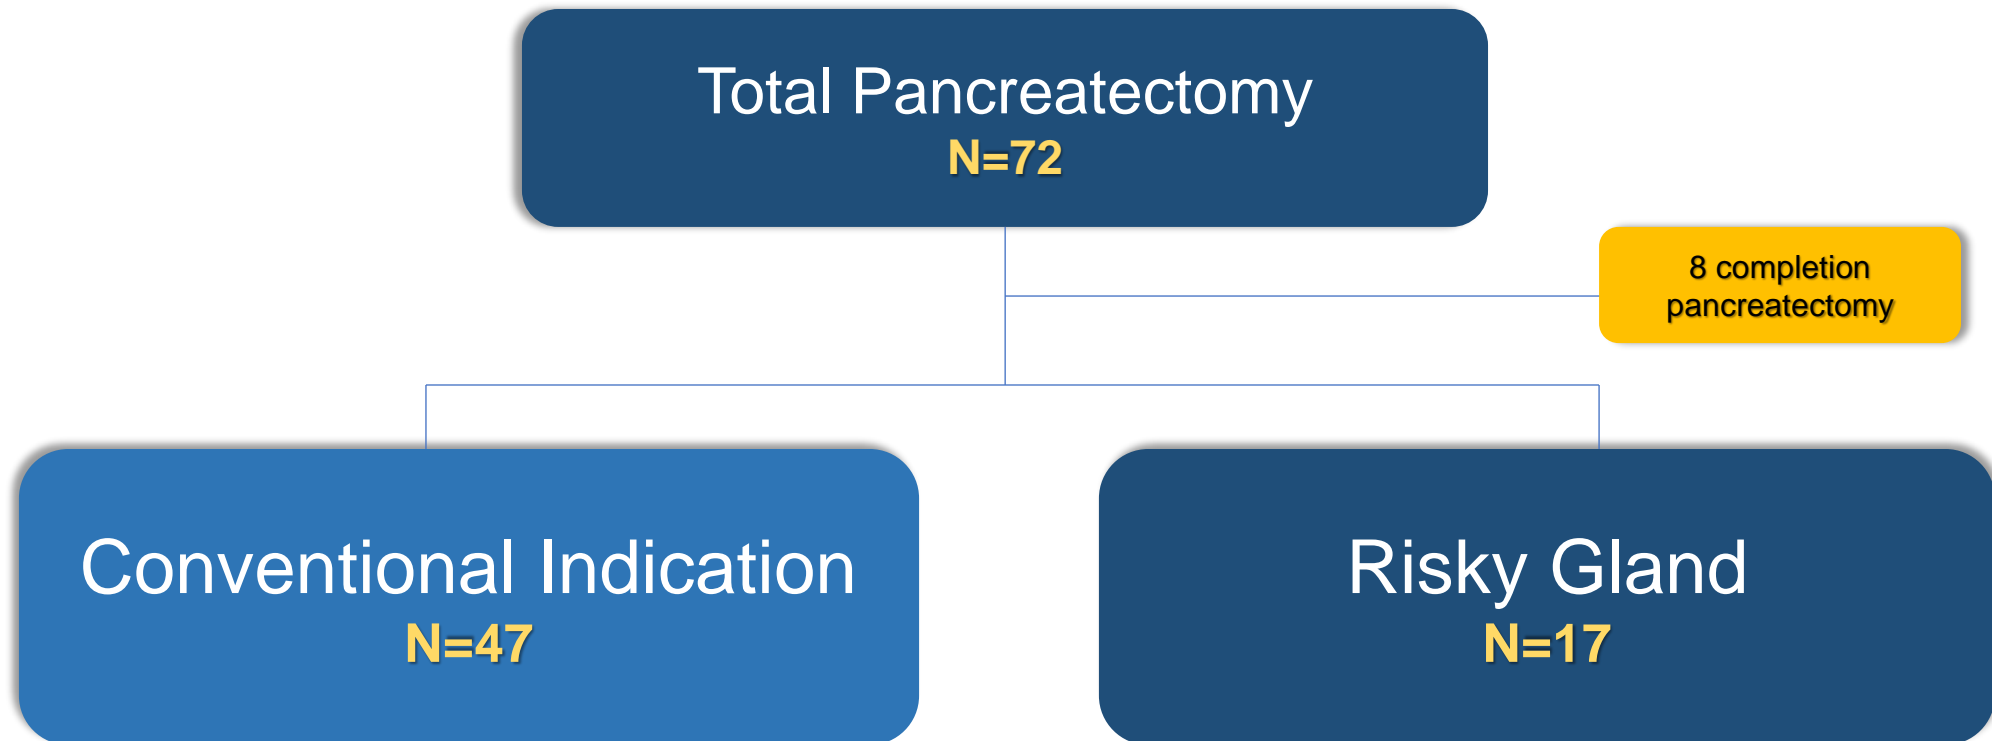 Total Pancreatectomy
N=72
8 completion
pancreatectomy
Conventional Indication
N=47
Risky Gland
N=17